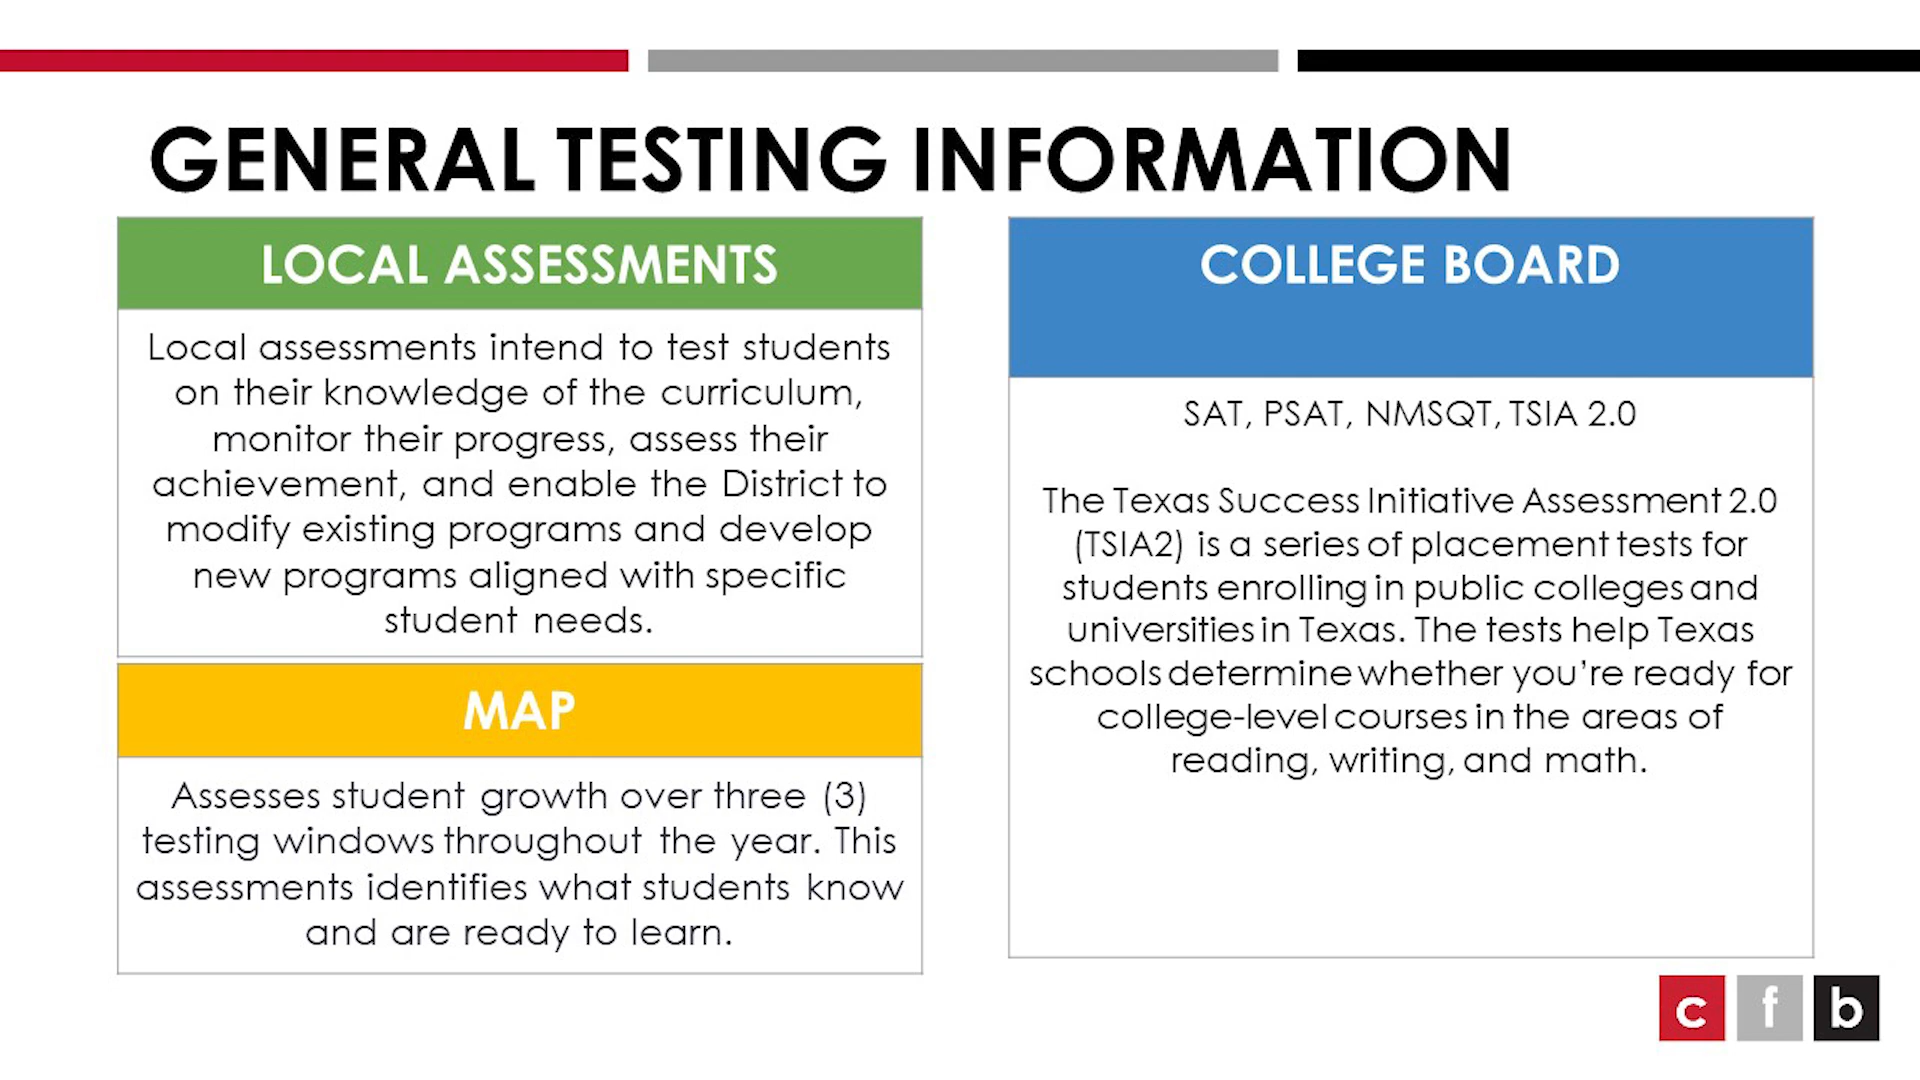 GENERAL TESTING INFORMATION
LOCAL ASSESSMENTS
Local assessments intend to test students
on their knowledge of the curriculum,
monitor their progress, assess their
achievement, and enable the District to
modify existing programs and develop
new programs aligned with specific
student needs.
MAP
Assesses student growth over three (3)
testing windows throughout the year. This
assessments identifies what students know
and are ready to learn.
COLLEGE BOARD
SAT, PSAT, NMSQT, TSIA 2.0
The Texas Success Initiative Assessment 2.0
(TSIA2) is a series of placement tests for
students enrolling in public colleges and
universities in Texas. The tests help Texas
schools determine whether you’re ready for
college-level courses in the areas of
reading, writing, and math.
c f b